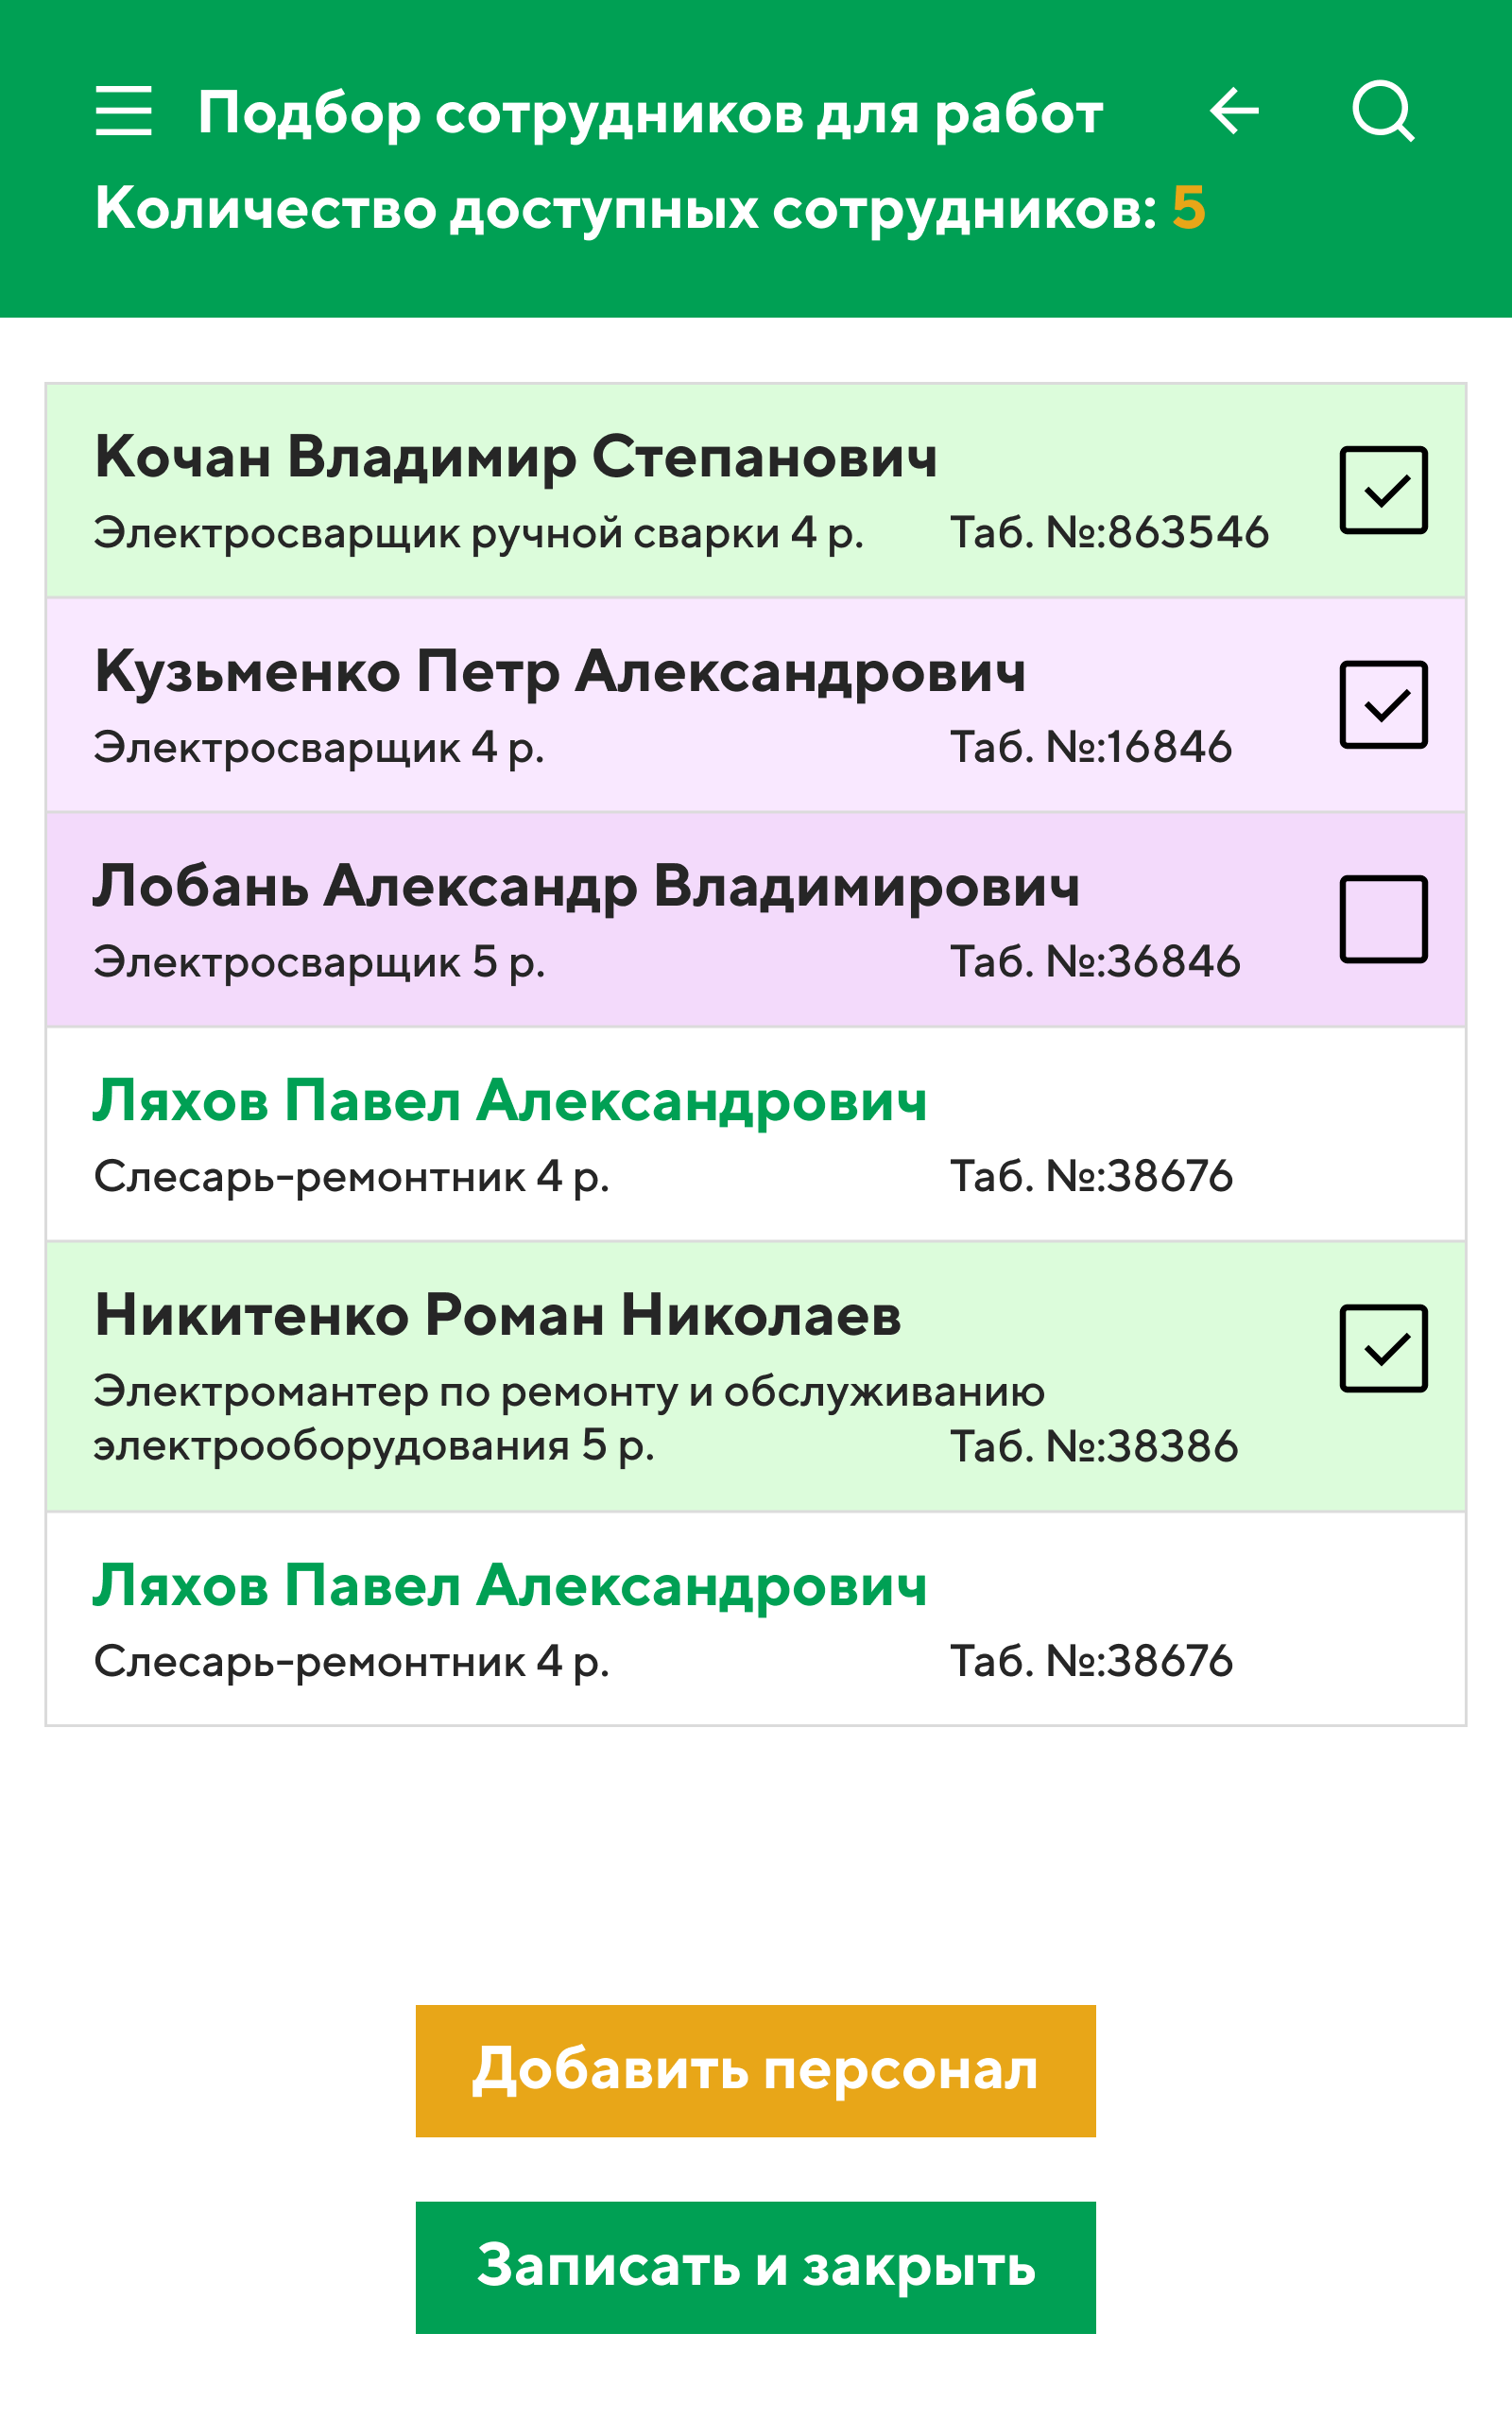 Подбор сотрудников для работ
Количество доступных сотрудников: 5
Кочан Владимир Степанович
Электросварщик ручной сварки 4 р. Таб. №:863546
Кузьменко Петр Александрович
Электросварщик 4 р. Таб. №:16846
Лобань Александр Владимирович
Электросварщик 5 р. Таб. №:36846
Ляхов Павел Александрович
Слесарь-ремонтник 4 р. Таб. №:38676
Никитенко Роман Николаев
Электромантер по ремонту и обслуживанию
электрооборудования 5 р. Таб. №:38386
Ляхов Павел Александрович
Слесарь-ремонтник 4 р. Таб. №:38676
Добавить персонал
Записать и закрыть